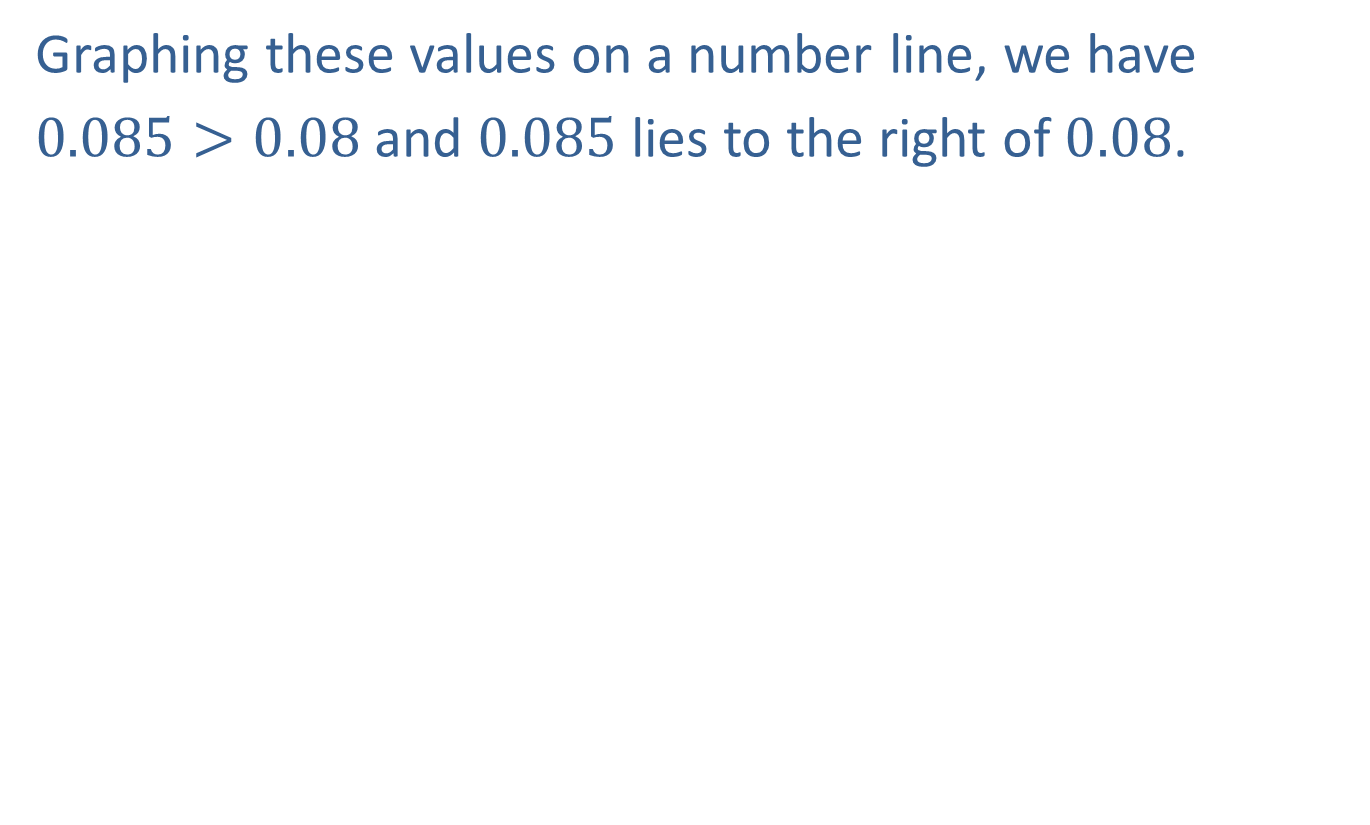 Graphing these values on a number line, we have
0.085 > 0.08 and 0.085 lies to the right of 0.08.